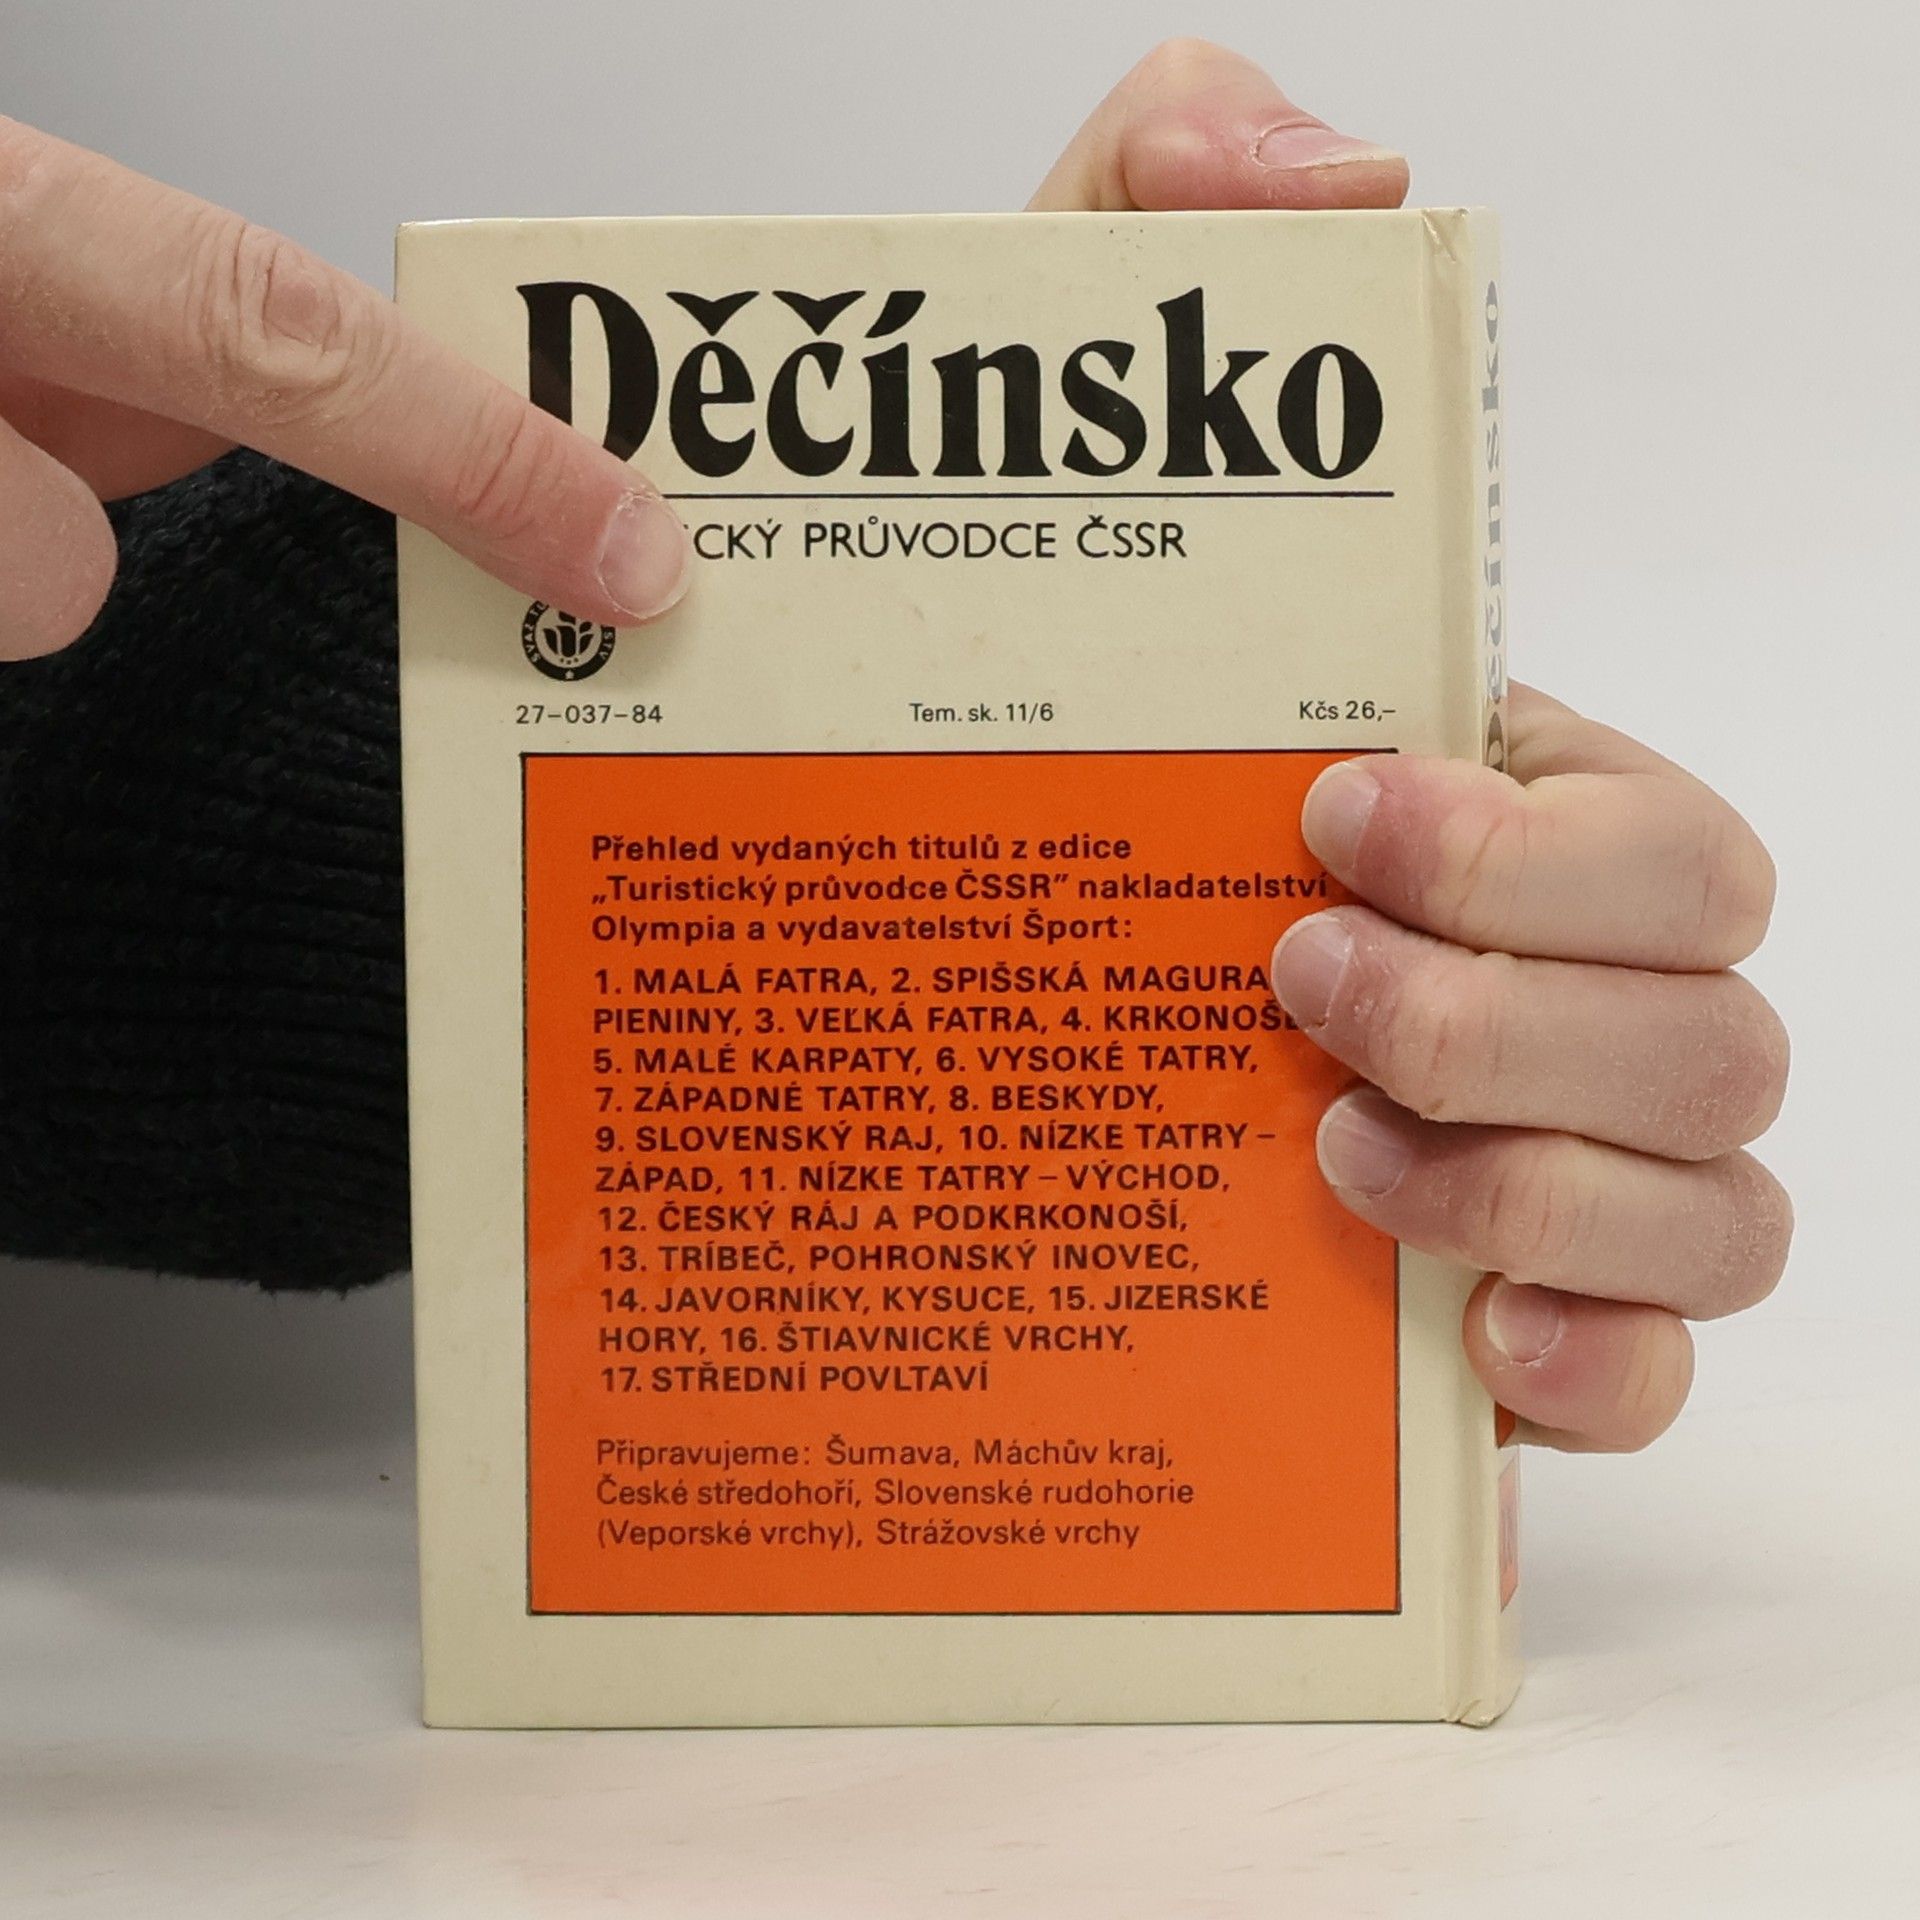 Děčínsko
PRŮVODCE ČSSR
27–037–84 Tem. sk. 11/6 Kčs 26,–
Přehled vydaných titulů z edice
„Turistický průvodce ČSSR” nakladatelství
Olympia a vydavatelství Šport:
1. MALÁ FATRA, 2. SPIŠSKÁ MAGURA,
PIENINY, 3. VEĽKÁ FATRA, 4. KRKONOŠE
5. MALÉ KARPATY, 6. VYSOKÉ TATRY,
7. ZÁPADNÉ TATRY, 8. BESKYDY,
9. SLOVENSKÝ RAJ, 10. NÍZKE TATRY –
ZÁPAD, 11. NÍZKE TATRY – VÝCHOD,
12. ČESKÝ RÁJ A PODKRKONOŠÍ,
13. TRÍBEČ, POHRONSKÝ INOVEC,
14. JAVORNÍKY, KYSUCE, 15. JIZERSKÉ
HORY, 16. ŠTIAVNICKÉ VRCHY,
17. STŘEDNÍ POVLTAVÍ
Připravujeme: Šumava, Máchův kraj,
České středohoří, Slovenské rudohorie
(Veporské vrchy), Strážovské vrchy